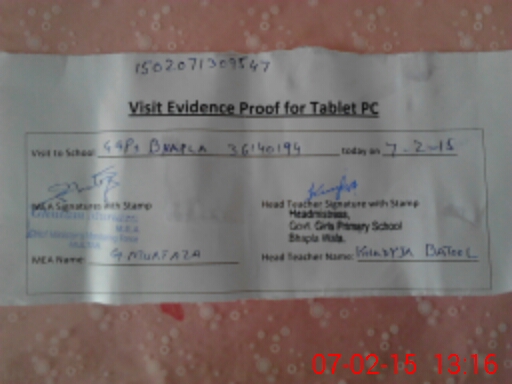 1502071309547
Visit Evidence Proof for Tablet PC
Visit to School GGPS BHAPLA 36140194 today on 7-2-15
MEA Signatures with Stamp
Head Teacher Signature with Stamp
Headmistress,
Govt. Girls Primary School
Bhapla Wala.
MEA Name: G. MURTAZA
Head Teacher Name: KHADYJA BATOOL
07-02-15 13:16